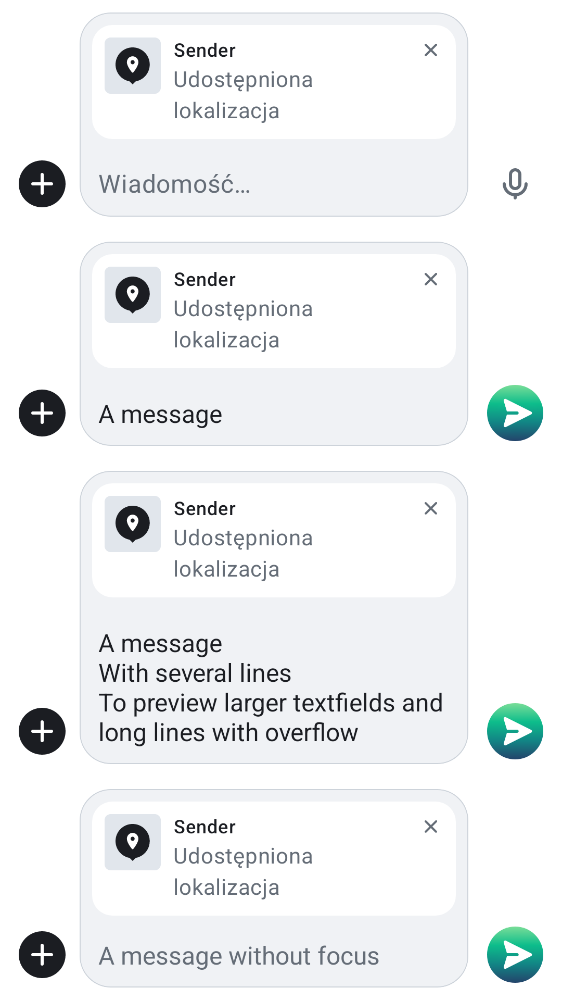 Sender
Udostępniona
lokalizacja
Wiadomość…
Sender
Udostępniona
lokalizacja
A message
Sender
Udostępniona
lokalizacja
A message
With several lines
To preview larger textfields and
long lines with overflow
Sender
Udostępniona
lokalizacja
A message without focus